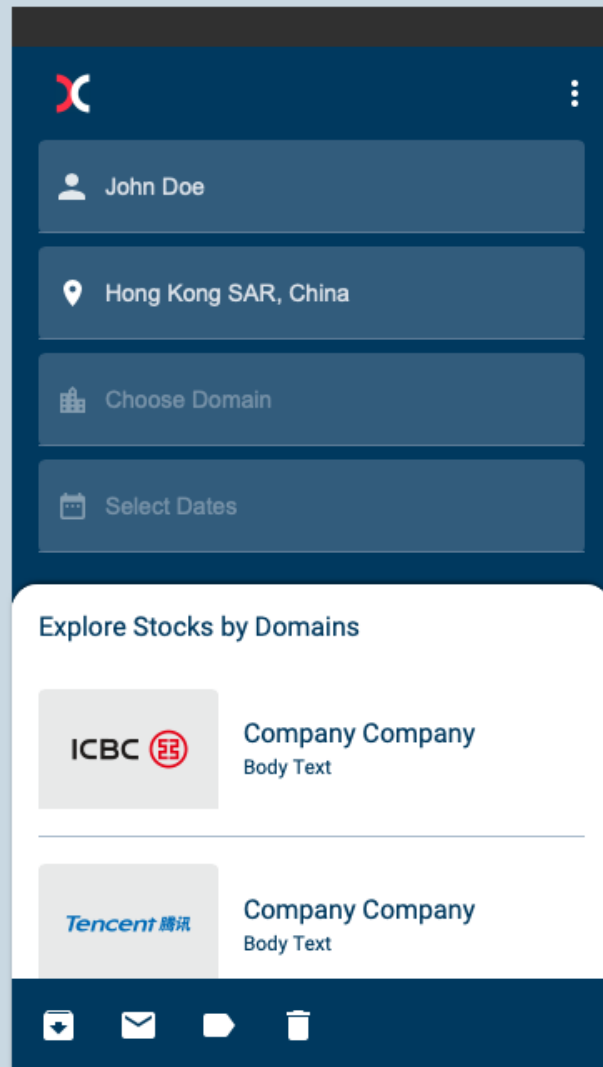 John Doe
Hong Kong SAR, China
Choose Domain
Select Dates
Explore Stocks by Domains
ICBC
Company Company
Body Text
Tencent 腾讯
Company Company
Body Text